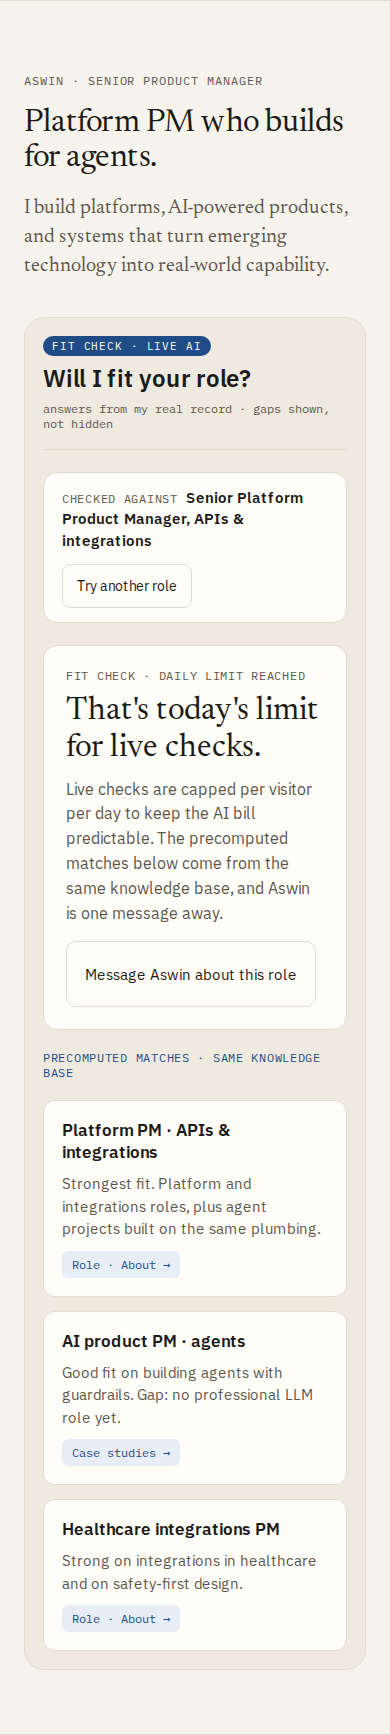 ASWIN · SENIOR PRODUCT MANAGER
Platform PM who builds
for agents.
I build platforms, AI-powered products,
and systems that turn emerging
technology into real-world capability.
FIT CHECK · LIVE AI
Will I fit your role?
answers from my real record · gaps shown,
not hidden
CHECKED AGAINST Senior Platform
Product Manager, APIs &
integrations
Try another role
FIT CHECK · DAILY LIMIT REACHED
That's today's limit
for live checks.
Live checks are capped per visitor
per day to keep the AI bill
predictable. The precomputed
matches below come from the
same knowledge base, and Aswin
is one message away.
Message Aswin about this role
PRECOMPUTED MATCHES · SAME KNOWLEDGE
BASE
Platform PM · APIs &
integrations
Strongest fit. Platform and
integrations roles, plus agent
projects built on the same plumbing.
Role · About →
AI product PM · agents
Good fit on building agents with
guardrails. Gap: no professional LLM
role yet.
Case studies →
Healthcare integrations PM
Strong on integrations in healthcare
and on safety-first design.
Role · About →